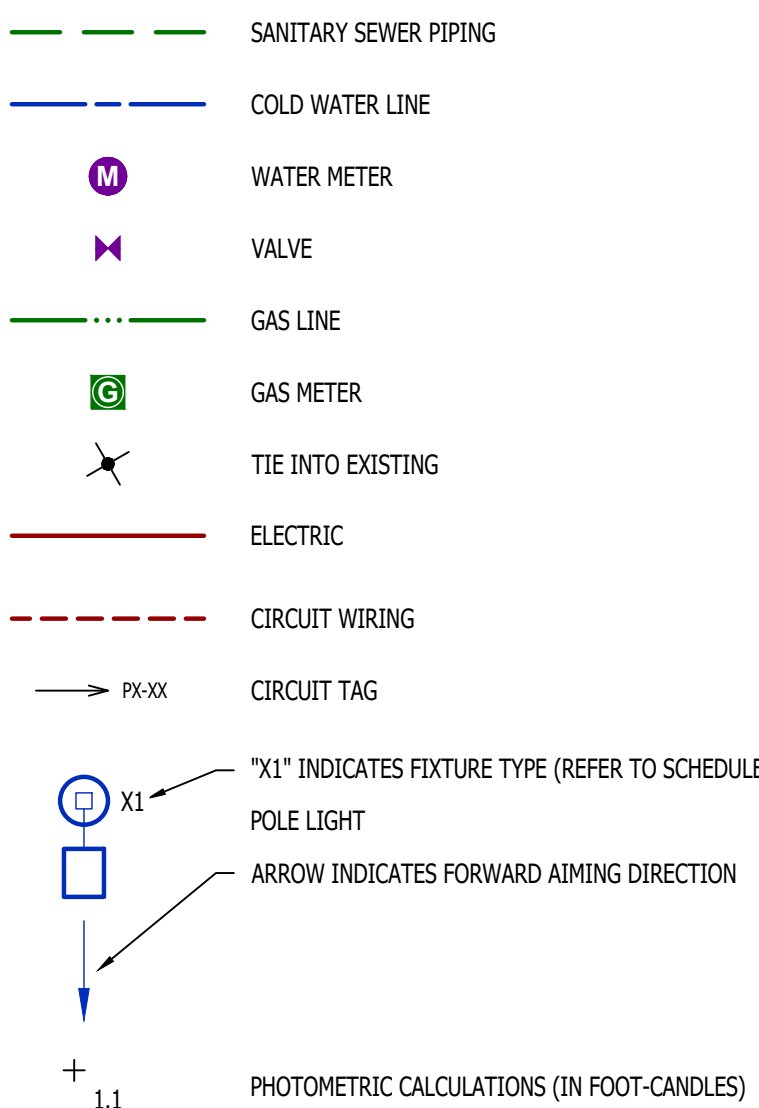 SANITARY SEWER PIPING
COLD WATER LINE
M WATER METER
VALVE
GAS LINE
G GAS METER
TIE INTO EXISTING
ELECTRIC
CIRCUIT WIRING
PX-XX CIRCUIT TAG
"X1" INDICATES FIXTURE TYPE (REFER TO SCHEDULE
X1
POLE LIGHT
ARROW INDICATES FORWARD AIMING DIRECTION
1.1 PHOTOMETRIC CALCULATIONS (IN FOOT-CANDLES)